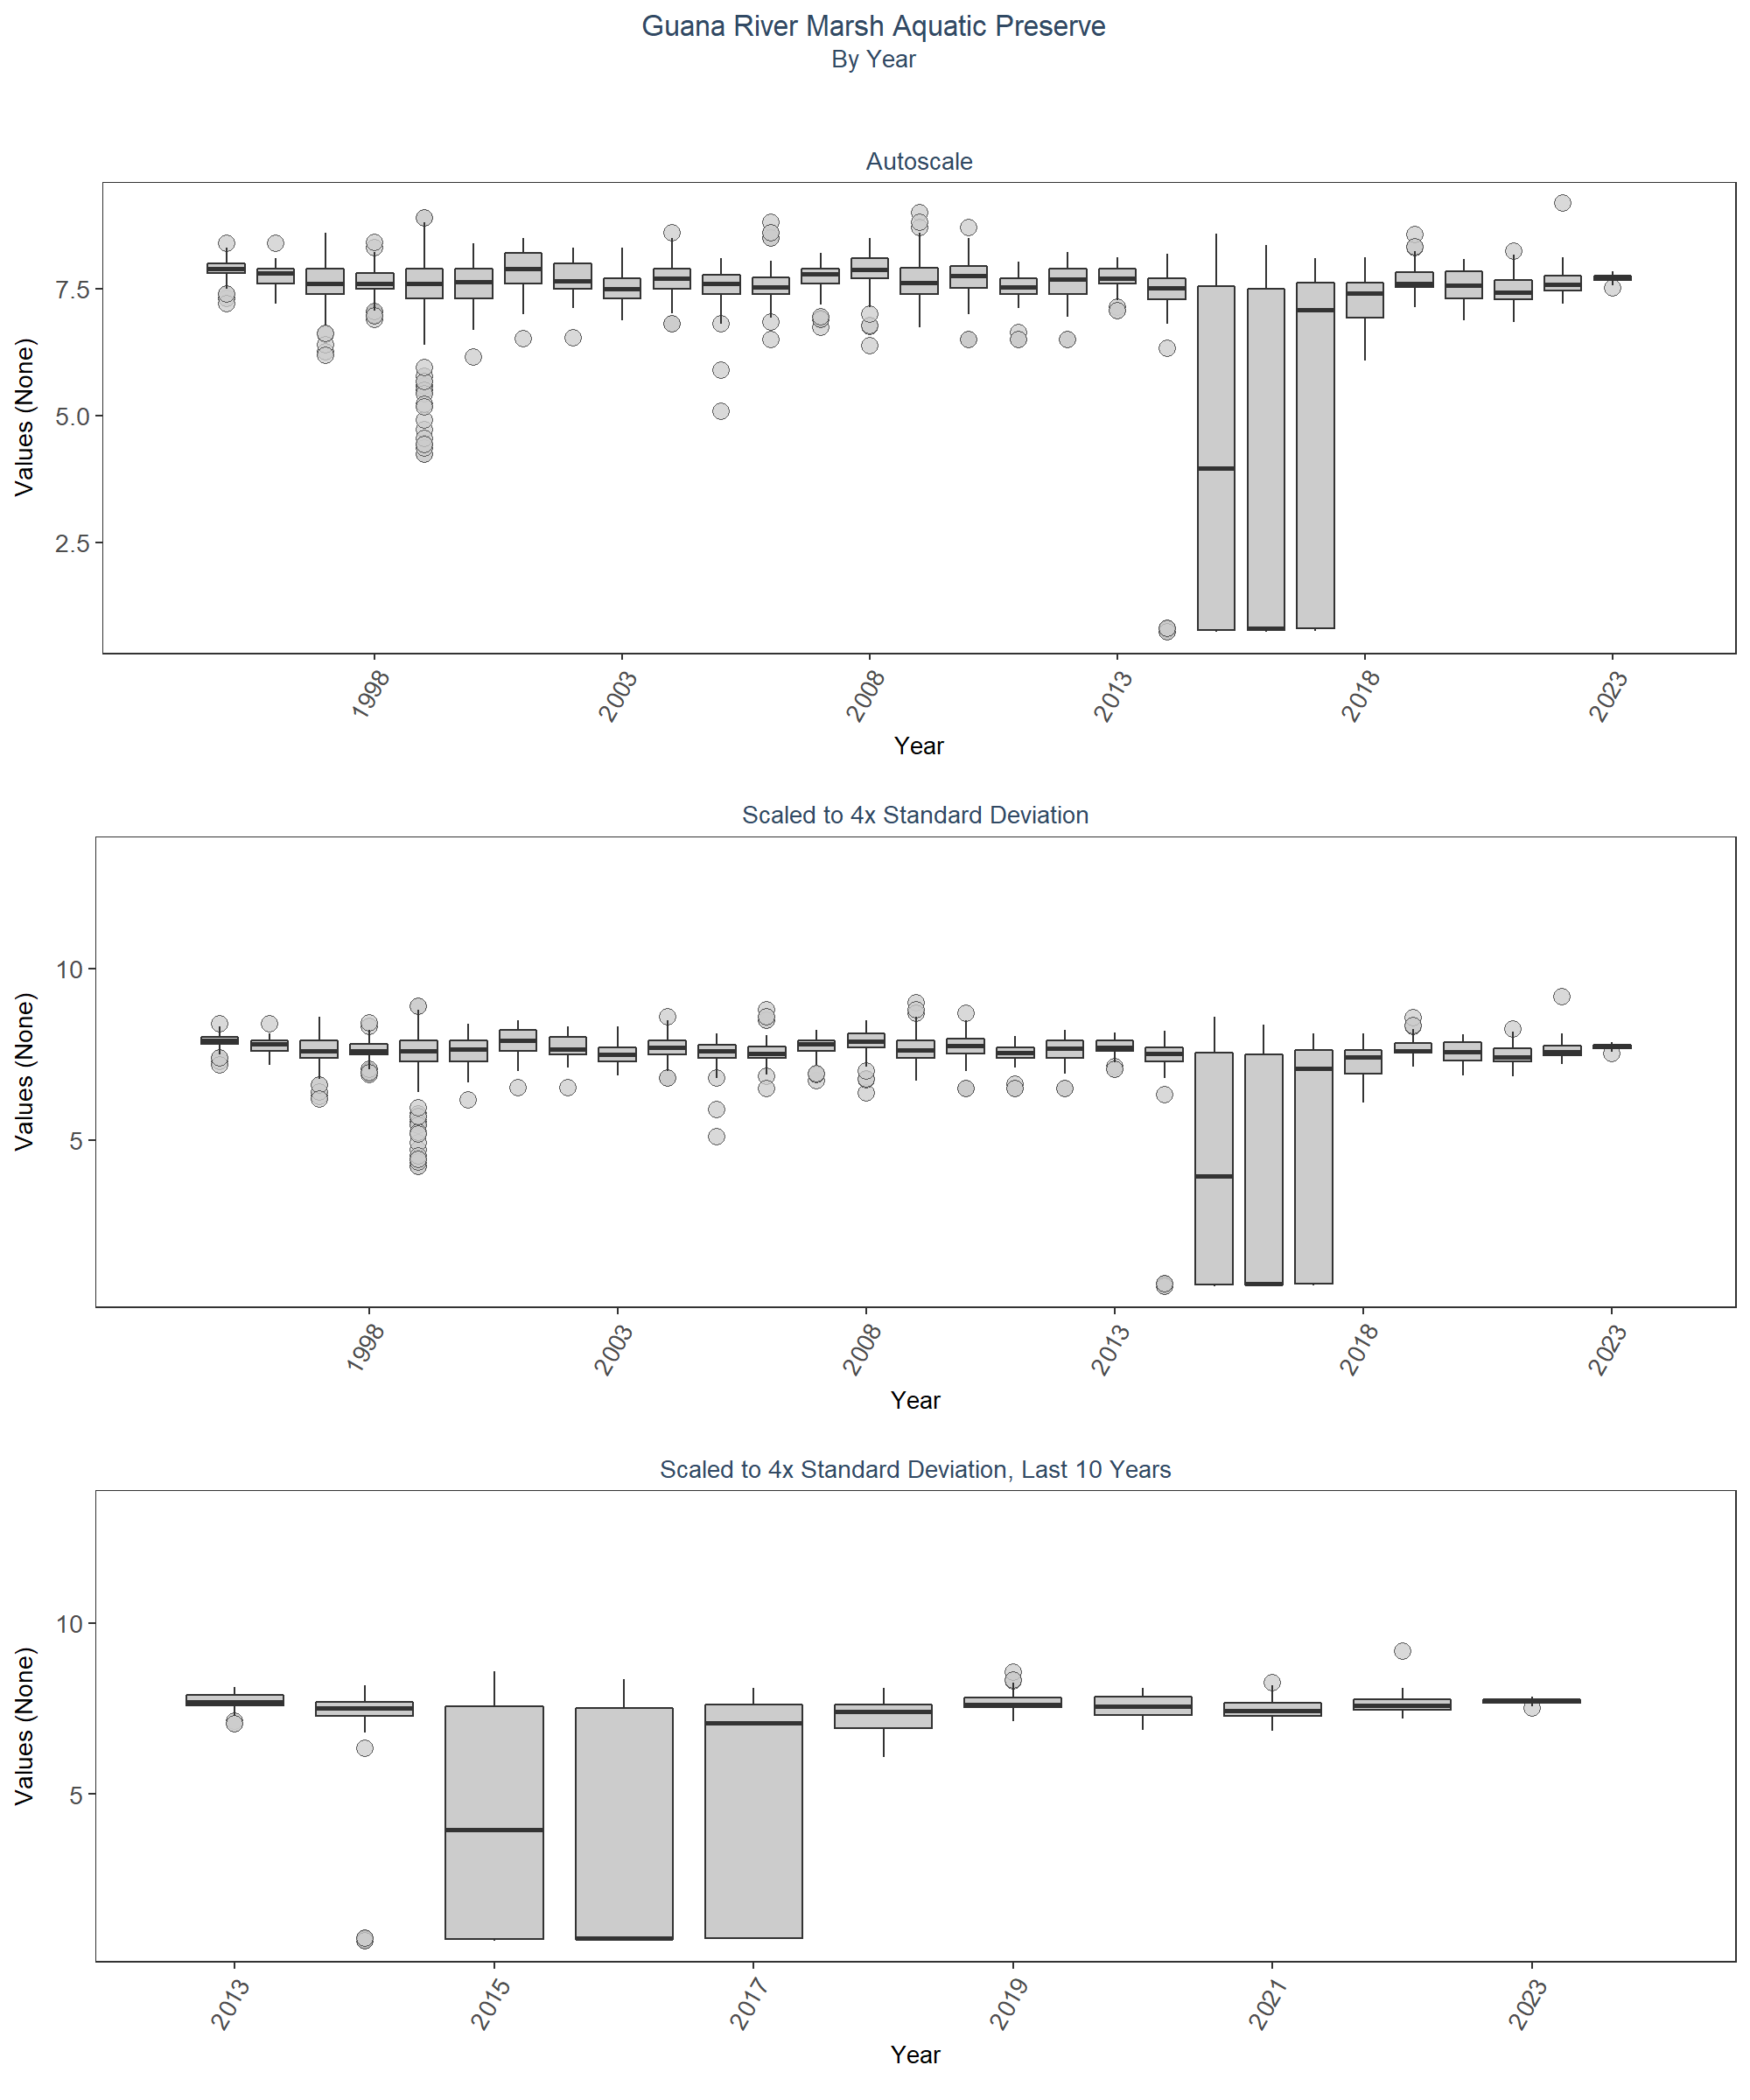 Guana River Marsh Aquatic Preserve
By Year
Autoscale
Values (None)
7.5
5.0
2.5
1998
2003
2008
2013
2018
2023
Year
Scaled to 4x Standard Deviation
Values (None)
10
5
1998
2003
2008
2013
2018
2023
Year
Scaled to 4x Standard Deviation, Last 10 Years
Values (None)
10
5
2013
2015
2017
2019
2021
2023
Year